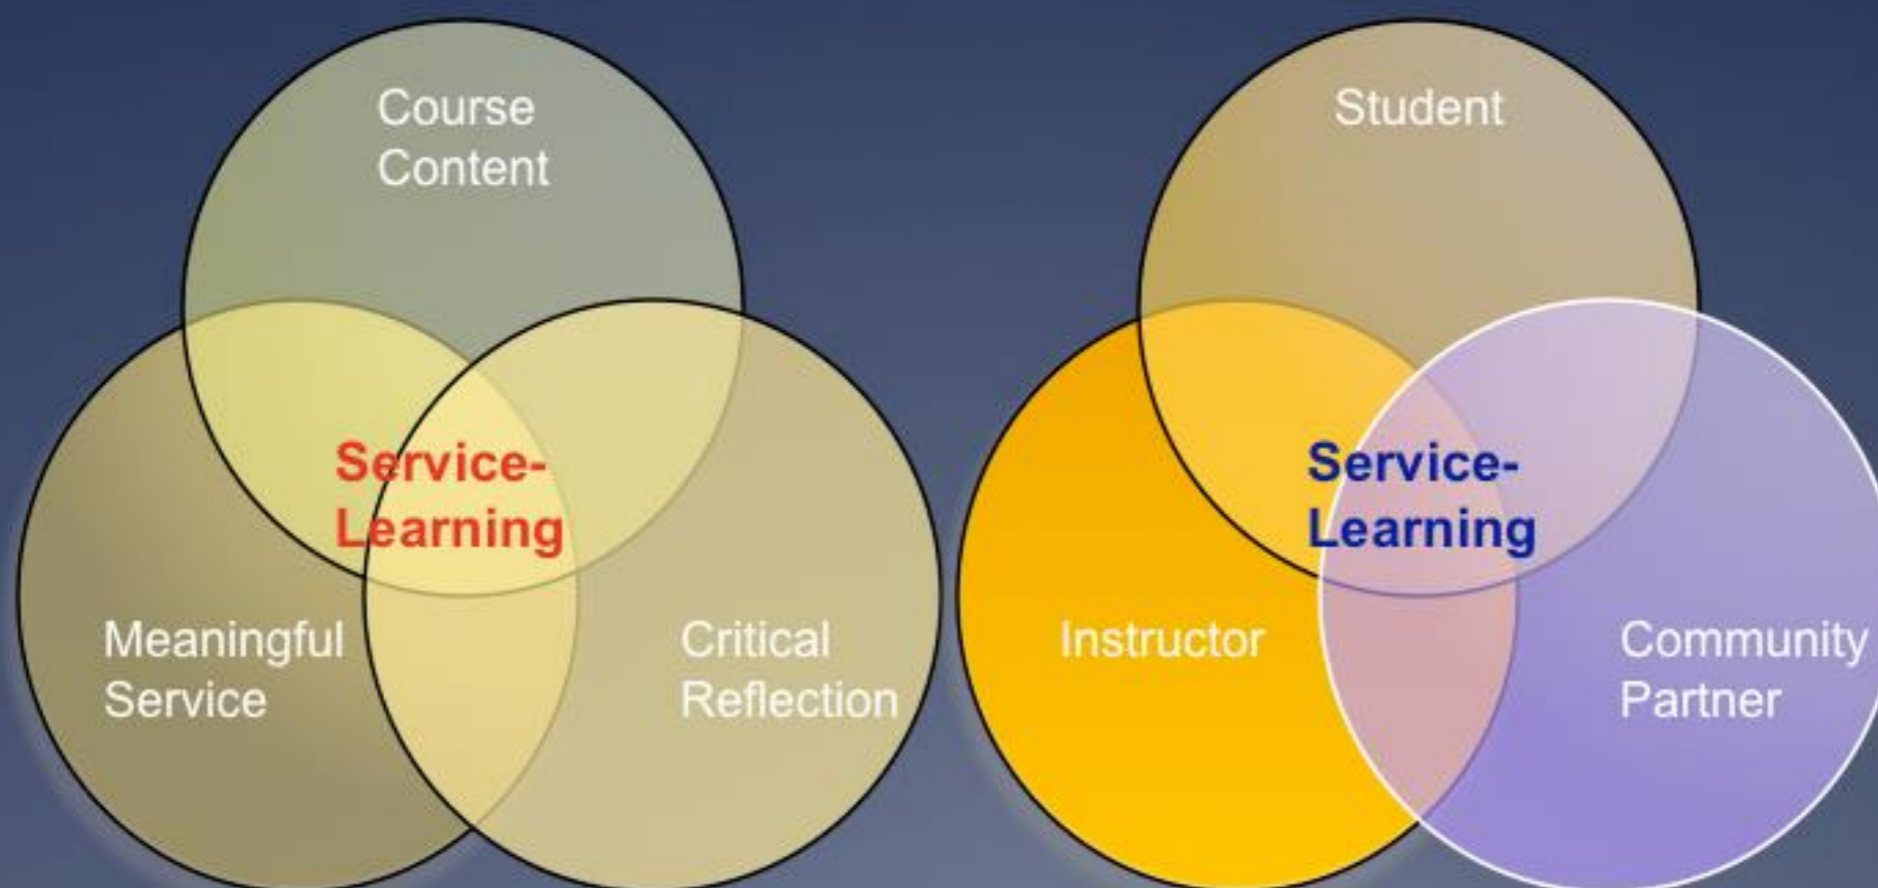 Course
Content
Service-
Learning
Meaningful
Service
Critical
Reflection
Student
Service-
Learning
Instructor
Community
Partner